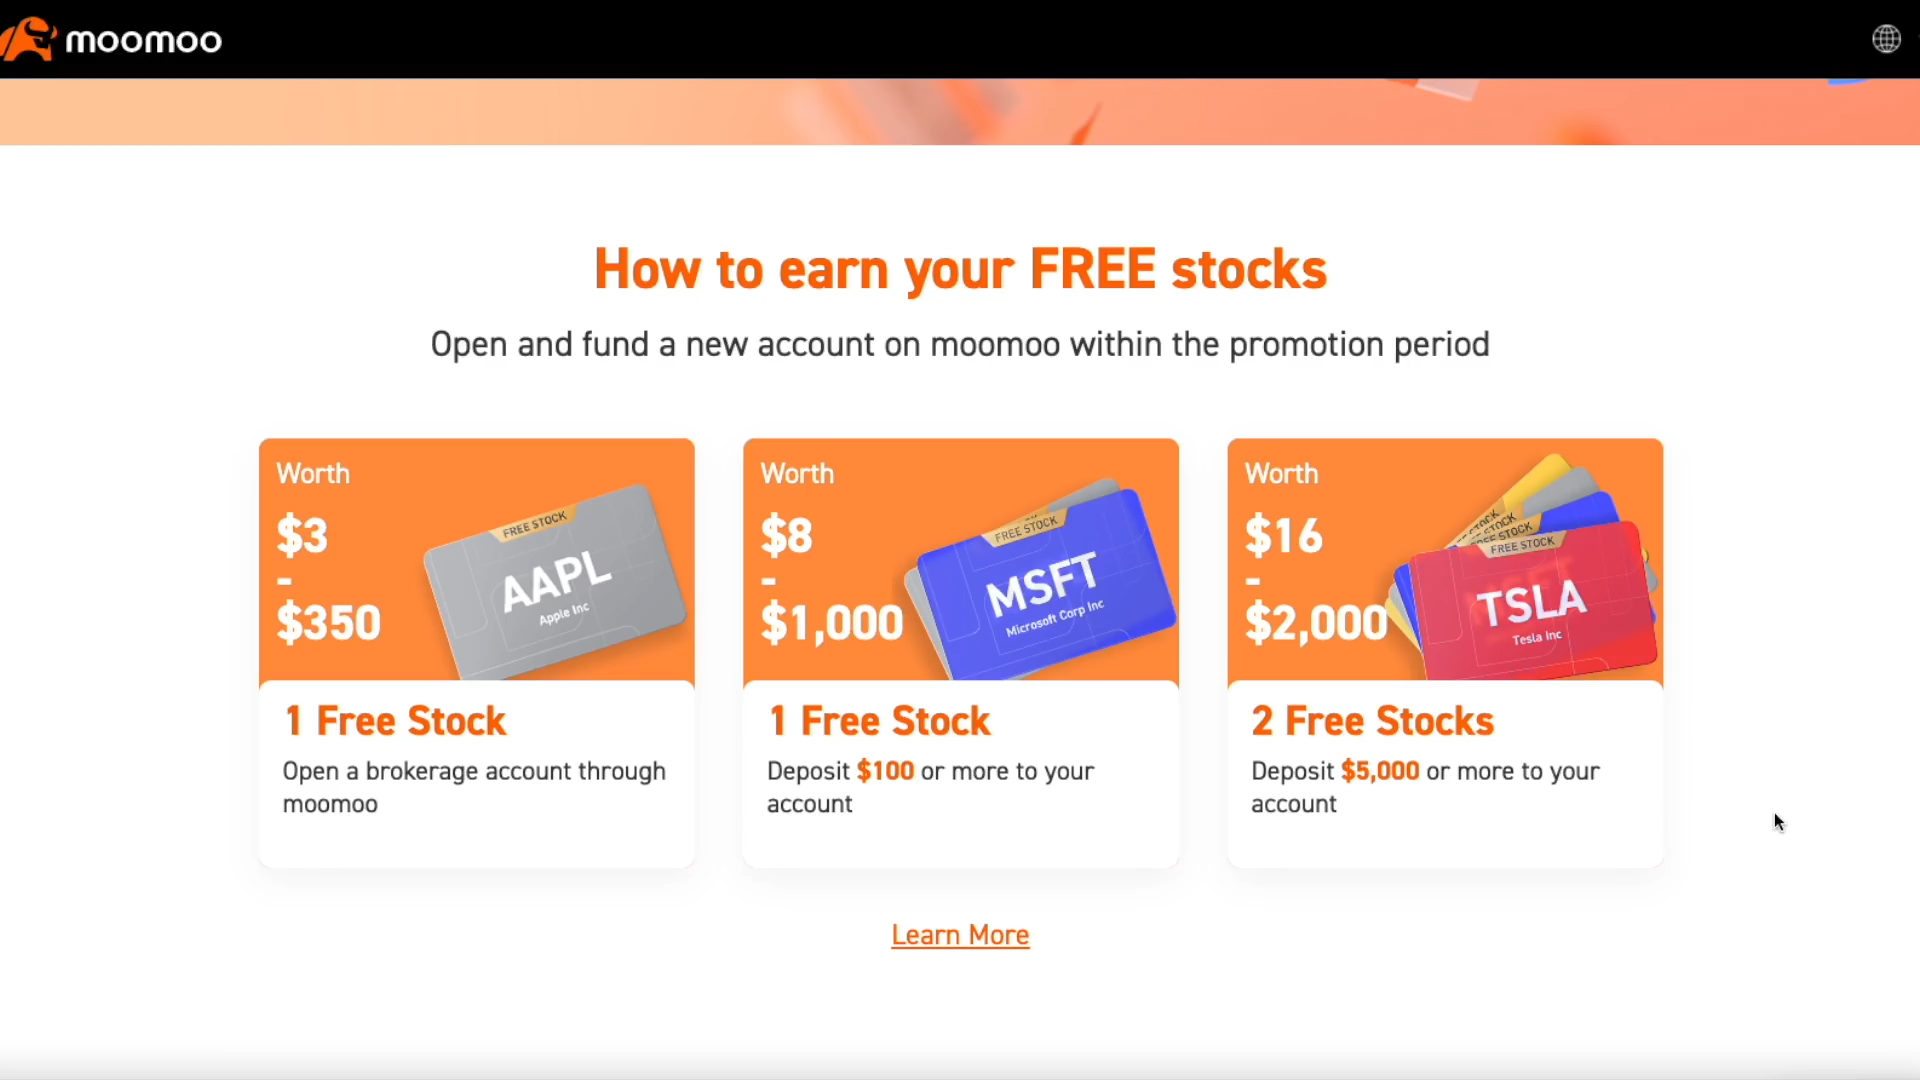 moomoo
How to earn your FREE stocks
Open and fund a new account on moomoo within the promotion period
Worth
$3
-
$350
FREE STOCK
AAPL
Apple Inc
1 Free Stock
Open a brokerage account through
moomoo
Worth
$8
-
$1,000
FREE STOCK
MSFT
Microsoft Corp Inc
1 Free Stock
Deposit $100 or more to your
account
Worth
$16
-
$2,000
FREE STOCK
TSLA
Tesla Inc
2 Free Stocks
Deposit $5,000 or more to your
account
Learn More